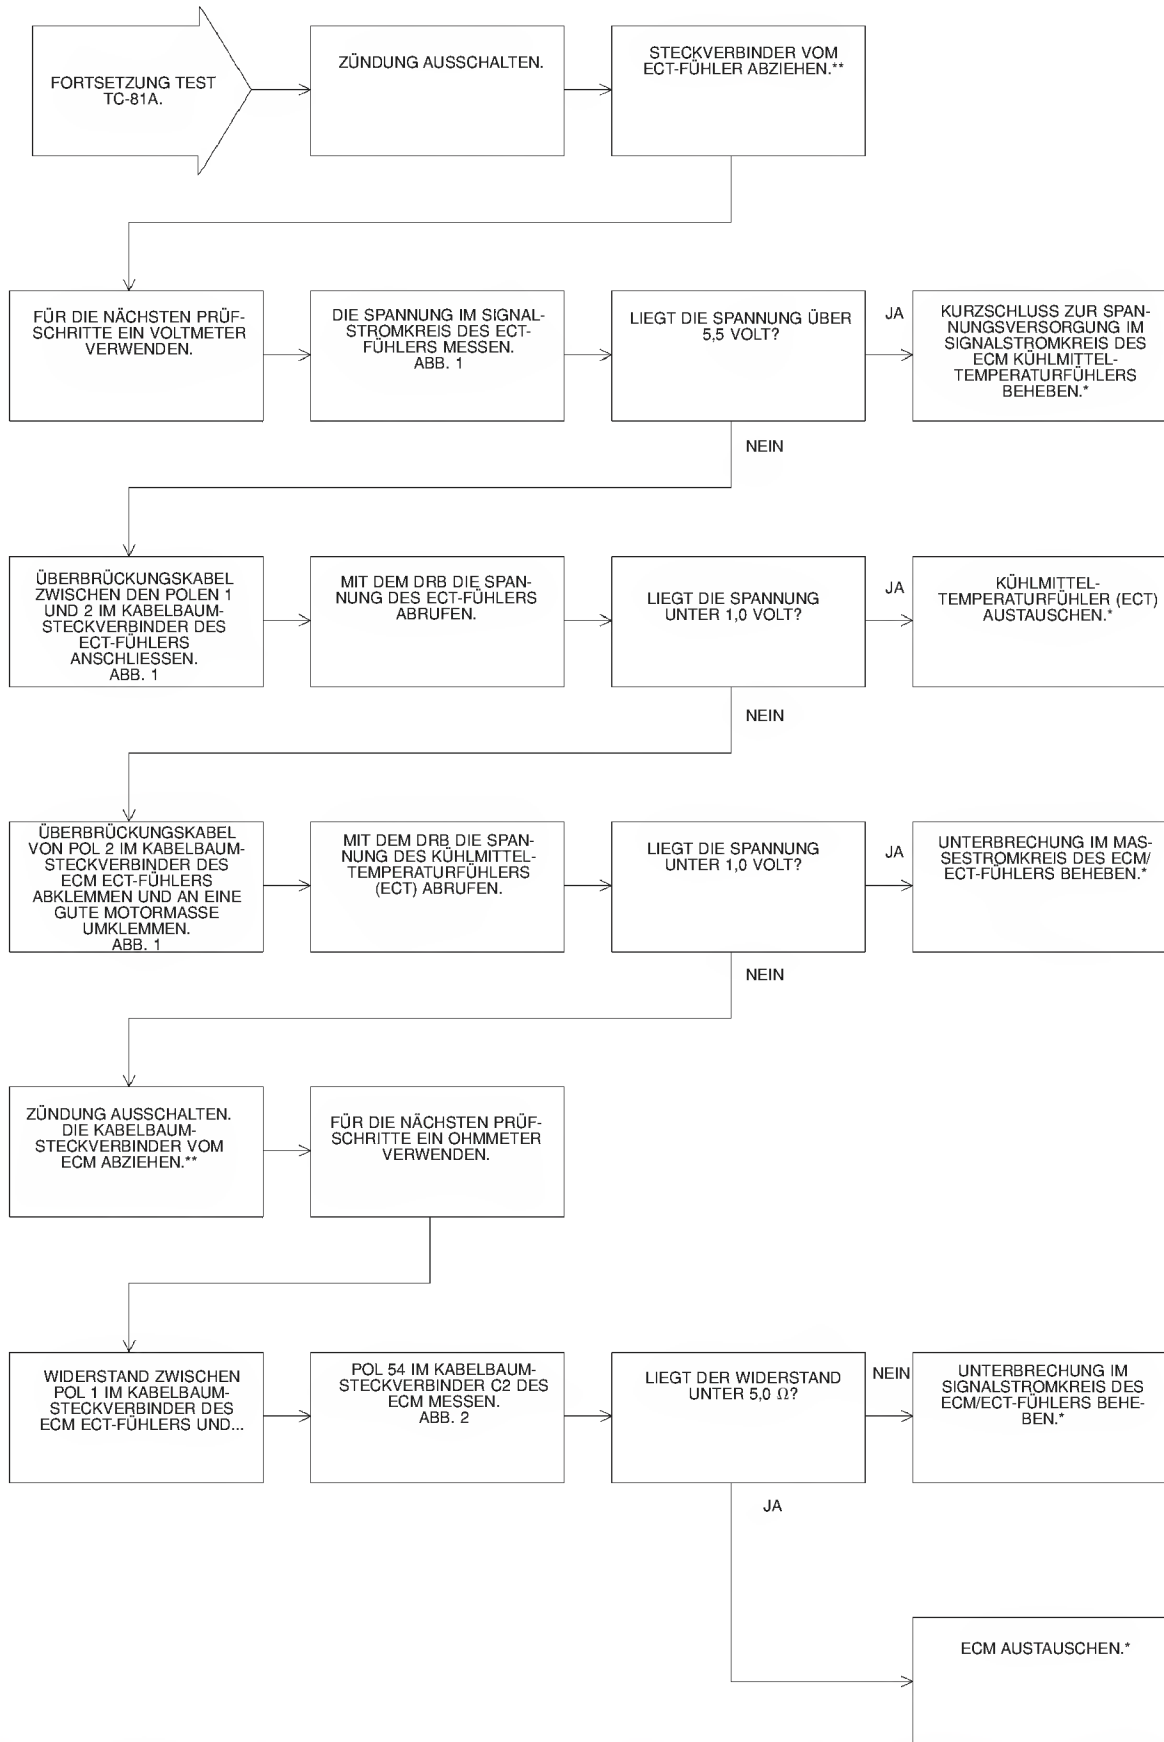 FORTSETZUNG TEST
TC-81A.
ZÜNDUNG AUSSCHALTEN.
STECKVERBINDER VOM
ECT-FÜHLER ABZIEHEN.**
FÜR DIE NÄCHSTEN PRÜF-
SCHRITTE EIN VOLTMETER
VERWENDEN.
DIE SPANNUNG IM SIGNAL-
STROMKREIS DES ECT-
FÜHLERS MESSEN.
ABB. 1
LIEGT DIE SPANNUNG ÜBER
5,5 VOLT?
JA
KURZSCHLUSS ZUR SPAN-
NUNGSVERSORGUNG IM
SIGNALSTROMKREIS DES
ECM KÜHLMITTEL-
TEMPERATURFÜHLERS
BEHEBEN.*
NEIN
ÜBERBRÜCKUNGSKABEL
ZWISCHEN DEN POLEN 1
UND 2 IM KABELBAUM-
STECKVERBINDER DES
ECT-FÜHLERS
ANSCHLIESSEN.
ABB. 1
MIT DEM DRB DIE SPAN-
NUNG DES ECT-FÜHLERS
ABRUFEN.
LIEGT DIE SPANNUNG
UNTER 1,0 VOLT?
JA
KÜHLMITTEL-
TEMPERATURFÜHLER (ECT)
AUSTAUSCHEN.*
NEIN
ÜBERBRÜCKUNGSKABEL
VON POL 2 IM KABELBAUM-
STECKVERBINDER DES
ECM ECT-FÜHLERS
ABKLEMMEN UND AN EINE
GUTE MOTORMASSE
UMKLEMMEN.
ABB. 1
MIT DEM DRB DIE SPAN-
NUNG DES KÜHLMITTEL-
TEMPERATURFÜHLERS
(ECT) ABRUFEN.
LIEGT DIE SPANNUNG
UNTER 1,0 VOLT?
JA
UNTERBRECHUNG IM MAS-
SESTROMKREIS DES ECM/
ECT-FÜHLERS BEHEBEN.*
NEIN
ZÜNDUNG AUSSCHALTEN.
DIE KABELBAUM-
STECKVERBINDER VOM
ECM ABZIEHEN.**
FÜR DIE NÄCHSTEN PRÜF-
SCHRITTE EIN OHMMETER
VERWENDEN.
WIDERSTAND ZWISCHEN
POL 1 IM KABELBAUM-
STECKVERBINDER DES
ECM ECT-FÜHLERS UND...
POL 54 IM KABELBAUM-
STECKVERBINDER C2 DES
ECM MESSEN.
ABB. 2
LIEGT DER WIDERSTAND
UNTER 5,0 Ω?
NEIN
UNTERBRECHUNG IM
SIGNALSTROMKREIS DES
ECM/ECT-FÜHLERS BEHE-
BEN.*
JA
ECM AUSTAUSCHEN.*